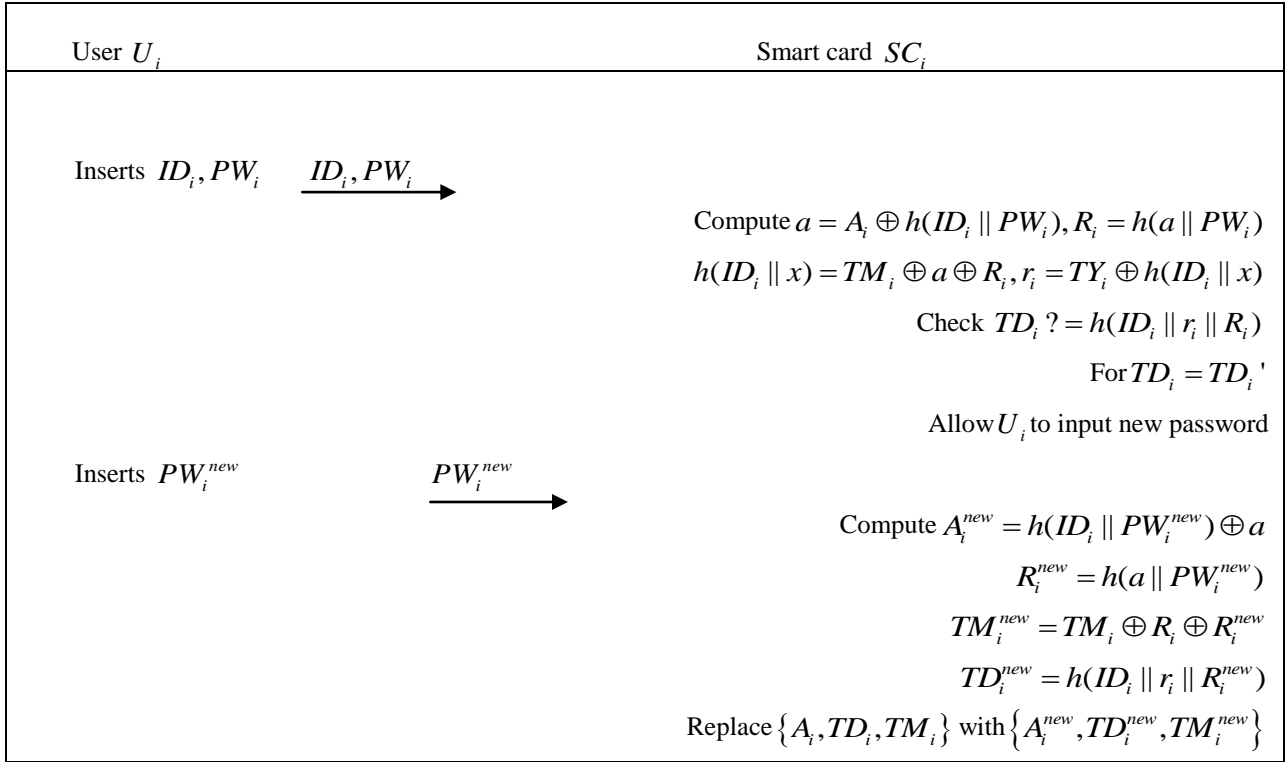 User U_i Smart card SC_i
Inserts ID_i, PW_i ID_i, PW_i
Compute a = A_i ⊕ h(ID_i || PW_i), R_i = h(a || PW_i)
h(ID_i || x) = TM_i ⊕ a ⊕ R_i, r_i = TY_i ⊕ h(ID_i || x)
Check TD_i ? = h(ID_i || r_i || R_i)
For TD_i = TD_i '
Allow U_i to input new password
Inserts PW_i^{new} PW_i^{new}
Compute A_i^{new} = h(ID_i || PW_i^{new}) ⊕ a
R_i^{new} = h(a || PW_i^{new})
TM_i^{new} = TM_i ⊕ R_i ⊕ R_i^{new}
TD_i^{new} = h(ID_i || r_i || R_i^{new})
Replace {A_i, TD_i, TM_i} with {A_i^{new}, TD_i^{new}, TM_i^{new}}